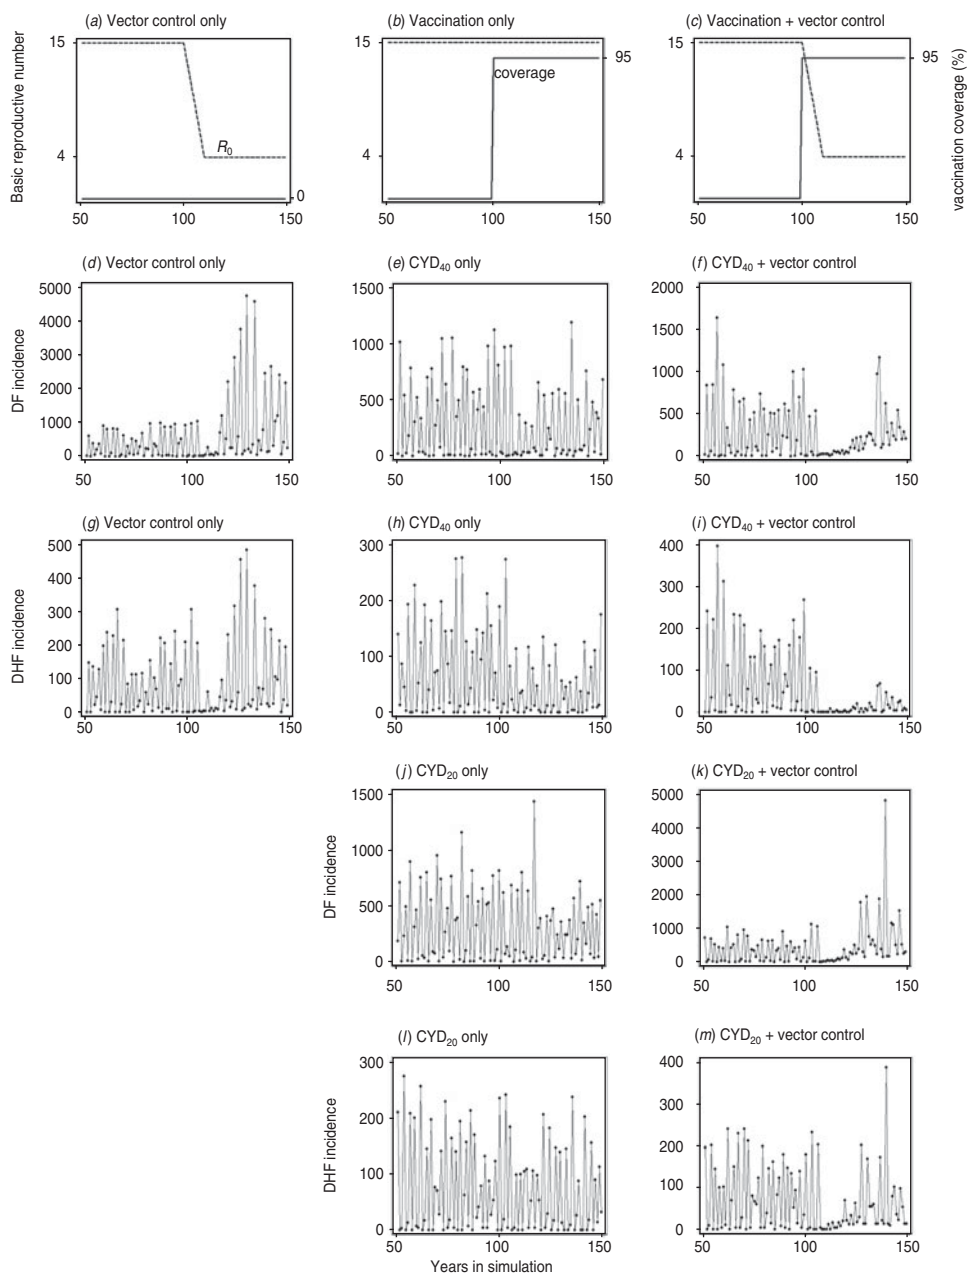 (a) Vector control only
(b) Vaccination only
(c) Vaccination + vector control
Basic reproductive number
15
4
R0
0
50 100 150
15
4
coverage
95
50 100 150
15
4
95
50 100 150
vaccination coverage (%)
(d) Vector control only
(e) CYD40 only
(f) CYD40 + vector control
DF incidence
5000
4000
3000
2000
1000
0
50 100 150
1500
1000
500
0
50 100 150
2000
1500
1000
500
0
50 100 150
(g) Vector control only
(h) CYD40 only
(i) CYD40 + vector control
DHF incidence
500
400
300
200
100
0
50 100 150
300
200
100
0
50 100 150
400
300
200
100
0
50 100 150
(j) CYD20 only
(k) CYD20 + vector control
DF incidence
1500
1000
500
0
50 100 150
5000
4000
3000
2000
1000
0
50 100 150
(l) CYD20 only
(m) CYD20 + vector control
DHF incidence
300
200
100
0
50 100 150
400
300
200
100
0
50 100 150
Years in simulation